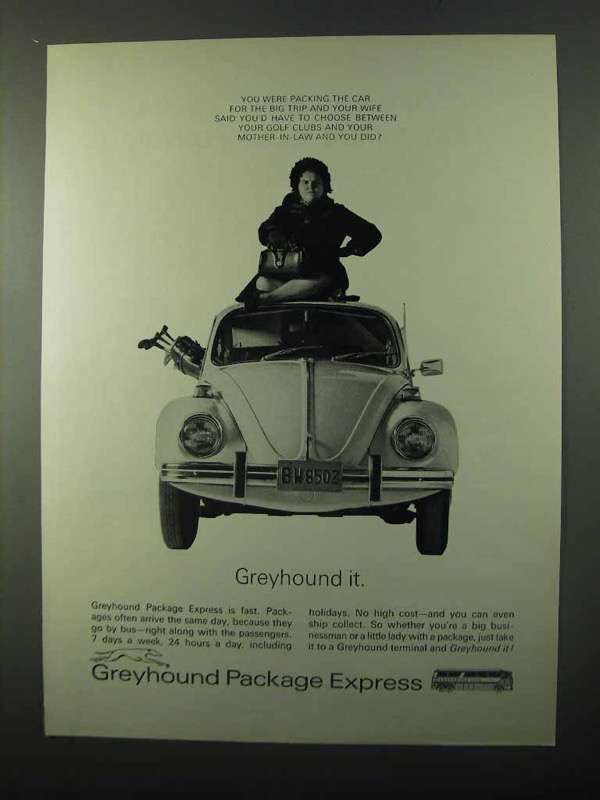 YOU WERE PACKING THE CAR
FOR THE BIG TRIP AND YOUR WIFE
SAID YOU'D HAVE TO CHOOSE BETWEEN
YOUR GOLF CLUBS AND YOUR
MOTHER-IN-LAW AND YOU DID?
BW 8502
Greyhound it.
Greyhound Package Express is fast. Pack-
ages often arrive the same day, because they
go by bus—right along with the passengers.
7 days a week, 24 hours a day, including
holidays. No high cost—and you can even
ship collect. So whether you're a big busi-
nessman or a little lady with a package, just take
it to a Greyhound terminal and Greyhound it!
Greyhound Package Express